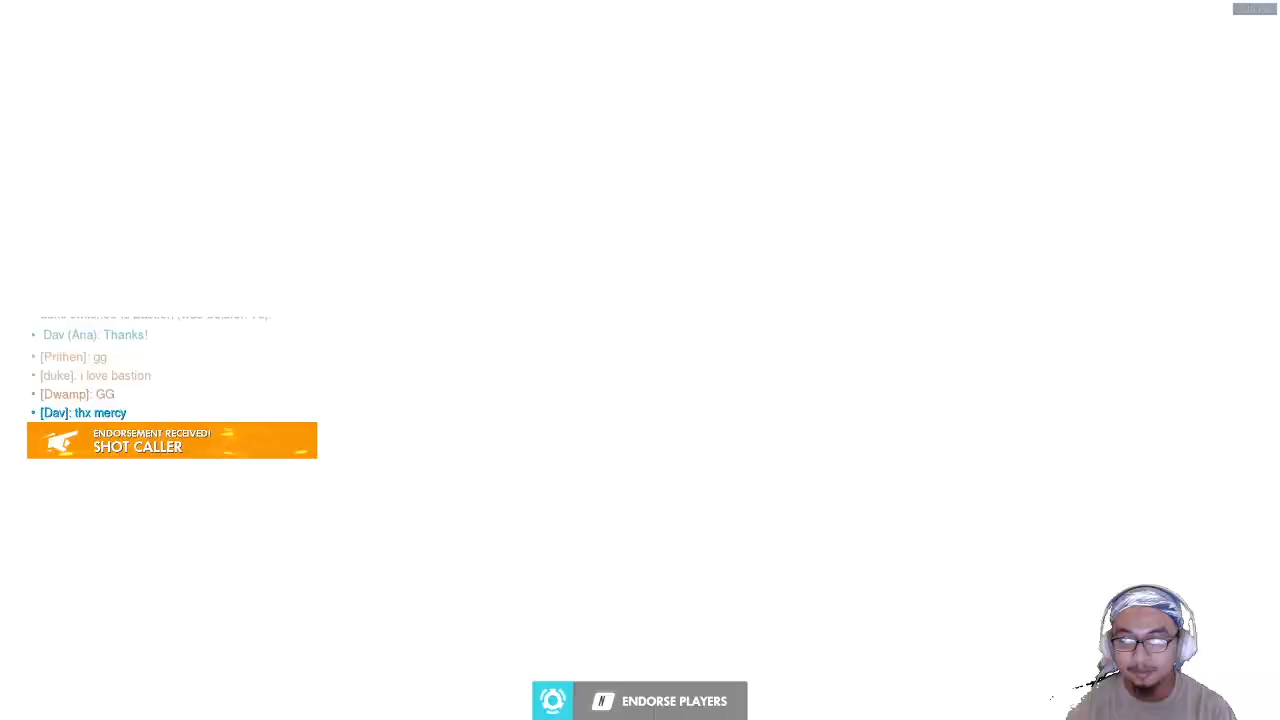 Dav (Ana): Thanks!
[Prithen]: gg
[duke]: i love bastion
[Dwamp]: GG
[Dav]: thx mercy
ENDORSEMENT RECEIVED!
SHOT CALLER
N ENDORSE PLAYERS